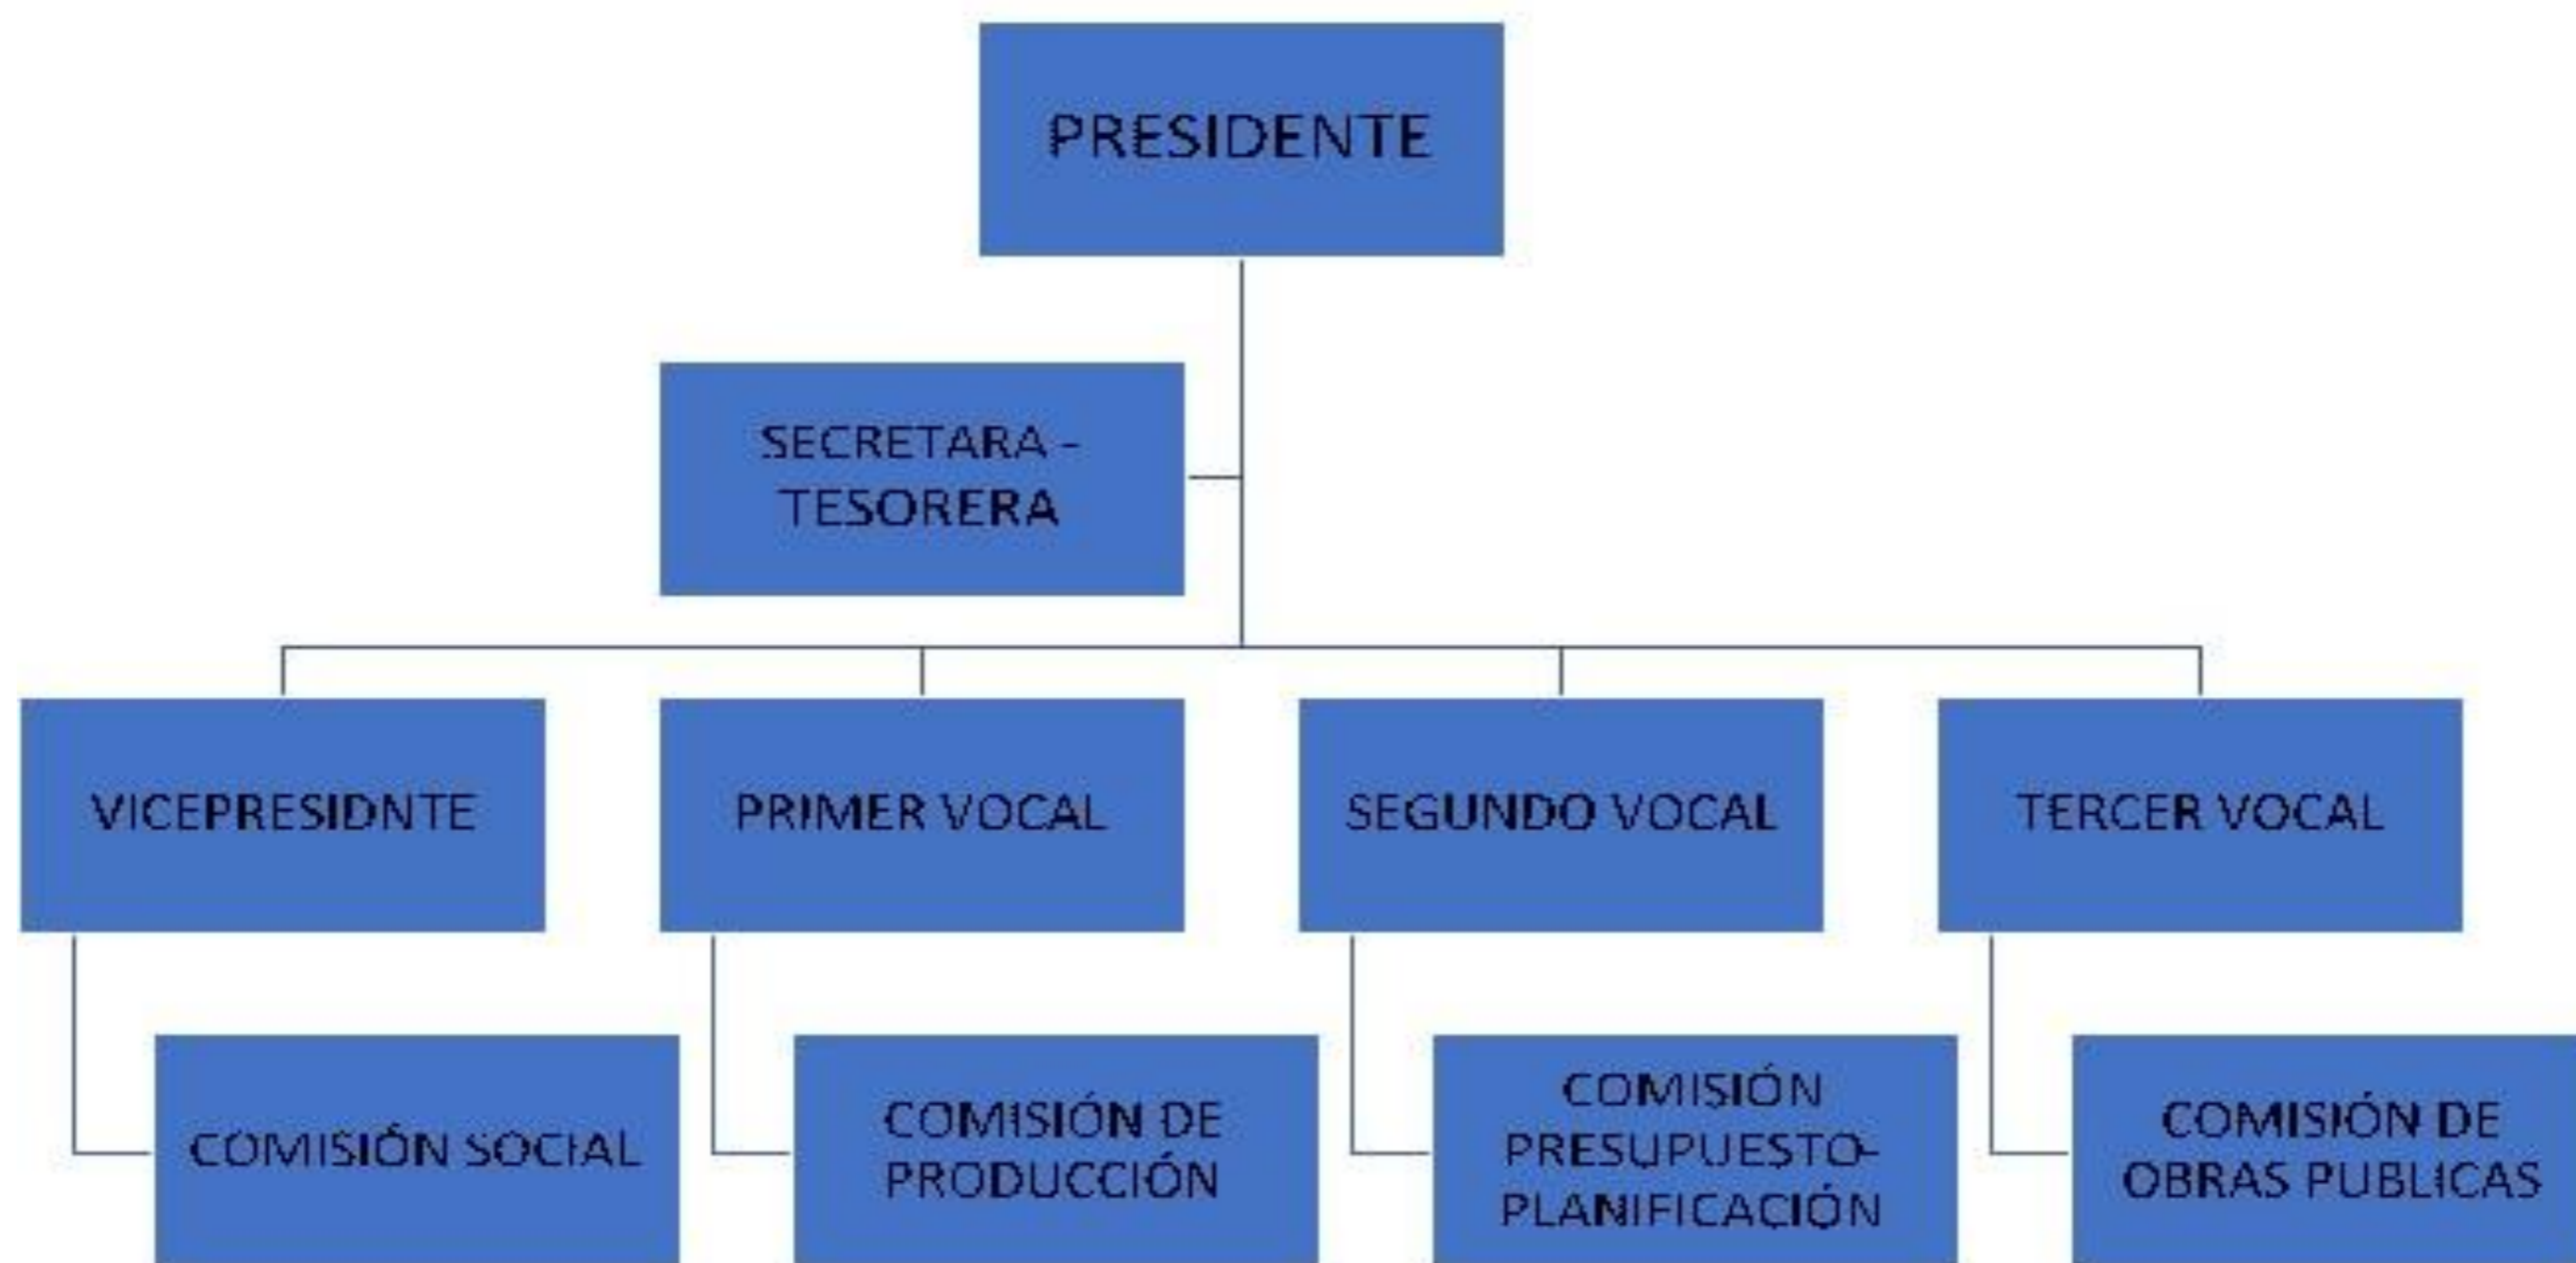 PRESIDENTE
SECRETARA -
TESORERA
VICEPRESIDNTE
PRIMER VOCAL
SEGUNDO VOCAL
TERCER VOCAL
COMISIÓN SOCIAL
COMISIÓN DE
PRODUCCIÓN
COMISIÓN
PRESUPUESTO-
PLANIFICACIÓN
COMISIÓN DE
OBRAS PUBLICAS